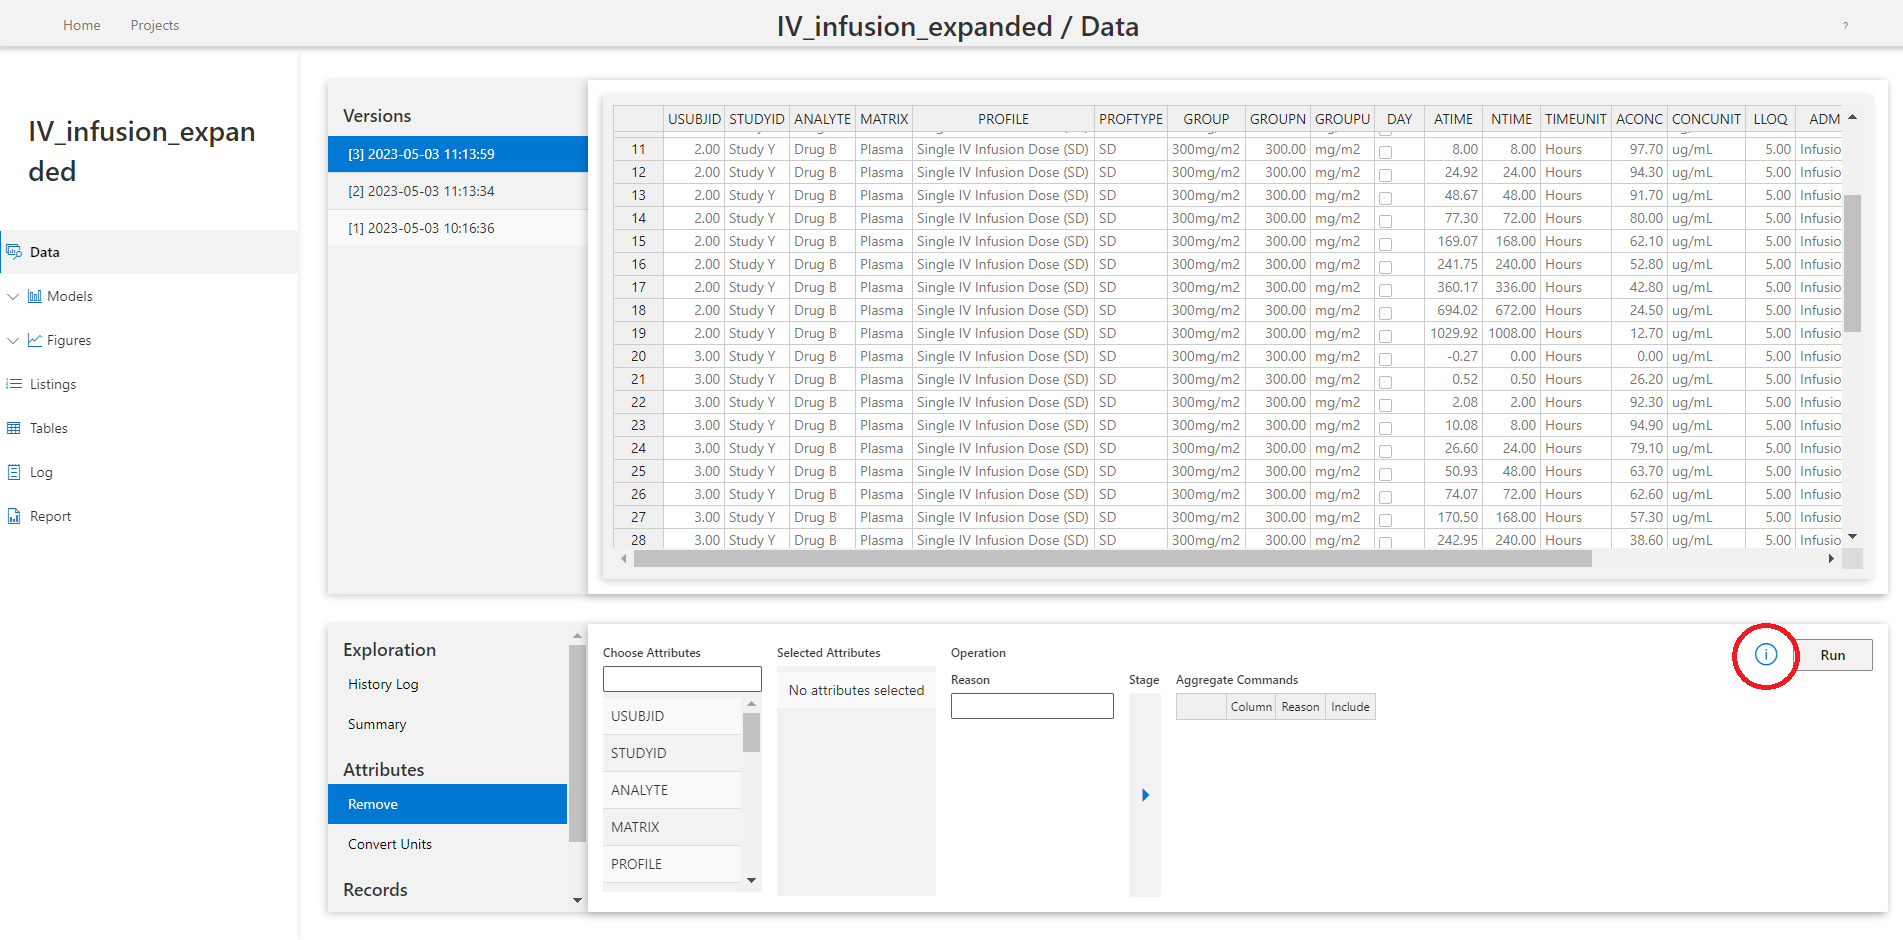 Home Projects IV_infusion_expanded / Data ?
IV_infusion_expan
ded
Data
Models
Figures
Listings
Tables
Log
Report
Versions
[3] 2023-05-03 11:13:59
[2] 2023-05-03 11:13:34
[1] 2023-05-03 10:16:36
USUBJID STUDYID ANALYTE MATRIX PROFILE PROFTYPE GROUP GROUPN GROUPU DAY ATIME NTIME TIMEUNIT ACONC CONCUNIT LLOQ ADM
11 2.00 Study Y Drug B Plasma Single IV Infusion Dose (SD) SD 300mg/m2 300.00 mg/m2 8.00 8.00 Hours 97.70 ug/mL 5.00 Infusio
12 2.00 Study Y Drug B Plasma Single IV Infusion Dose (SD) SD 300mg/m2 300.00 mg/m2 24.92 24.00 Hours 94.30 ug/mL 5.00 Infusio
13 2.00 Study Y Drug B Plasma Single IV Infusion Dose (SD) SD 300mg/m2 300.00 mg/m2 48.67 48.00 Hours 91.70 ug/mL 5.00 Infusio
14 2.00 Study Y Drug B Plasma Single IV Infusion Dose (SD) SD 300mg/m2 300.00 mg/m2 77.30 72.00 Hours 80.00 ug/mL 5.00 Infusio
15 2.00 Study Y Drug B Plasma Single IV Infusion Dose (SD) SD 300mg/m2 300.00 mg/m2 169.07 168.00 Hours 62.10 ug/mL 5.00 Infusio
16 2.00 Study Y Drug B Plasma Single IV Infusion Dose (SD) SD 300mg/m2 300.00 mg/m2 241.75 240.00 Hours 52.80 ug/mL 5.00 Infusio
17 2.00 Study Y Drug B Plasma Single IV Infusion Dose (SD) SD 300mg/m2 300.00 mg/m2 360.17 336.00 Hours 42.80 ug/mL 5.00 Infusio
18 2.00 Study Y Drug B Plasma Single IV Infusion Dose (SD) SD 300mg/m2 300.00 mg/m2 694.02 672.00 Hours 24.50 ug/mL 5.00 Infusio
19 2.00 Study Y Drug B Plasma Single IV Infusion Dose (SD) SD 300mg/m2 300.00 mg/m2 1029.92 1008.00 Hours 12.70 ug/mL 5.00 Infusio
20 3.00 Study Y Drug B Plasma Single IV Infusion Dose (SD) SD 300mg/m2 300.00 mg/m2 -0.27 0.00 Hours 0.00 ug/mL 5.00 Infusio
21 3.00 Study Y Drug B Plasma Single IV Infusion Dose (SD) SD 300mg/m2 300.00 mg/m2 0.52 0.50 Hours 26.20 ug/mL 5.00 Infusio
22 3.00 Study Y Drug B Plasma Single IV Infusion Dose (SD) SD 300mg/m2 300.00 mg/m2 2.08 2.00 Hours 92.30 ug/mL 5.00 Infusio
23 3.00 Study Y Drug B Plasma Single IV Infusion Dose (SD) SD 300mg/m2 300.00 mg/m2 10.08 8.00 Hours 94.90 ug/mL 5.00 Infusio
24 3.00 Study Y Drug B Plasma Single IV Infusion Dose (SD) SD 300mg/m2 300.00 mg/m2 26.60 24.00 Hours 79.10 ug/mL 5.00 Infusio
25 3.00 Study Y Drug B Plasma Single IV Infusion Dose (SD) SD 300mg/m2 300.00 mg/m2 50.93 48.00 Hours 63.70 ug/mL 5.00 Infusio
26 3.00 Study Y Drug B Plasma Single IV Infusion Dose (SD) SD 300mg/m2 300.00 mg/m2 74.07 72.00 Hours 62.60 ug/mL 5.00 Infusio
27 3.00 Study Y Drug B Plasma Single IV Infusion Dose (SD) SD 300mg/m2 300.00 mg/m2 170.50 168.00 Hours 57.30 ug/mL 5.00 Infusio
28 3.00 Study Y Drug B Plasma Single IV Infusion Dose (SD) SD 300mg/m2 300.00 mg/m2 242.95 240.00 Hours 38.60 ug/mL 5.00 Infusio
Exploration
History Log
Summary
Attributes
Remove
Convert Units
Records
Choose Attributes
USUBJID
STUDYID
ANALYTE
MATRIX
PROFILE
Selected Attributes
No attributes selected
Operation
Reason
Stage
Aggregate Commands
Column Reason Include
i
Run